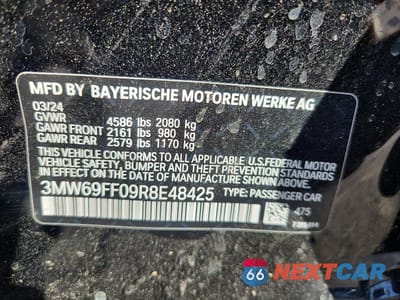 MFD BY BAYERISCHE MOTOREN WERKE AG
03/24
GVWR 4586 lbs 2080 kg
GAWR FRONT 2161 lbs 980 kg
GAWR REAR 2579 lbs 1170 kg
THIS VEHICLE CONFORMS TO ALL APPLICABLE U.S. FEDERAL MOTOR
VEHICLE SAFETY, BUMPER, AND THEFT PREVENTION STANDARDS
IN EFFECT ON THE DATE OF MANUFACTURE SHOWN ABOVE.
3MW69FF09R8E48425 TYPE: PASSENGER CAR
475
66 NEXTCAR